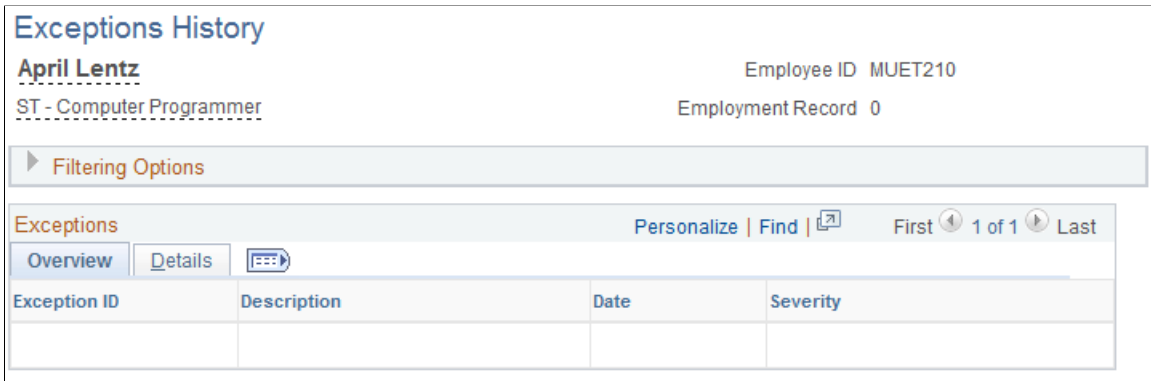 Exceptions History
April Lentz
Employee ID MUET210
ST - Computer Programmer
Employment Record 0
Filtering Options
Exceptions Personalize | Find | First 1 of 1 Last
Overview Details
Exception ID Description Date Severity